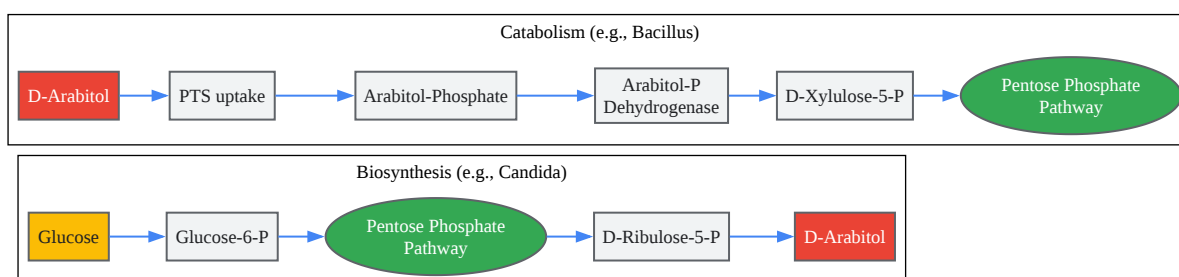 Catabolism (e.g., Bacillus)
D-Arabitol
PTS uptake
Arabitol-Phosphate
Arabitol-P
Dehydrogenase
D-Xylulose-5-P
Pentose Phosphate
Pathway
Biosynthesis (e.g., Candida)
Glucose
Glucose-6-P
Pentose Phosphate
Pathway
D-Ribulose-5-P
D-Arabitol